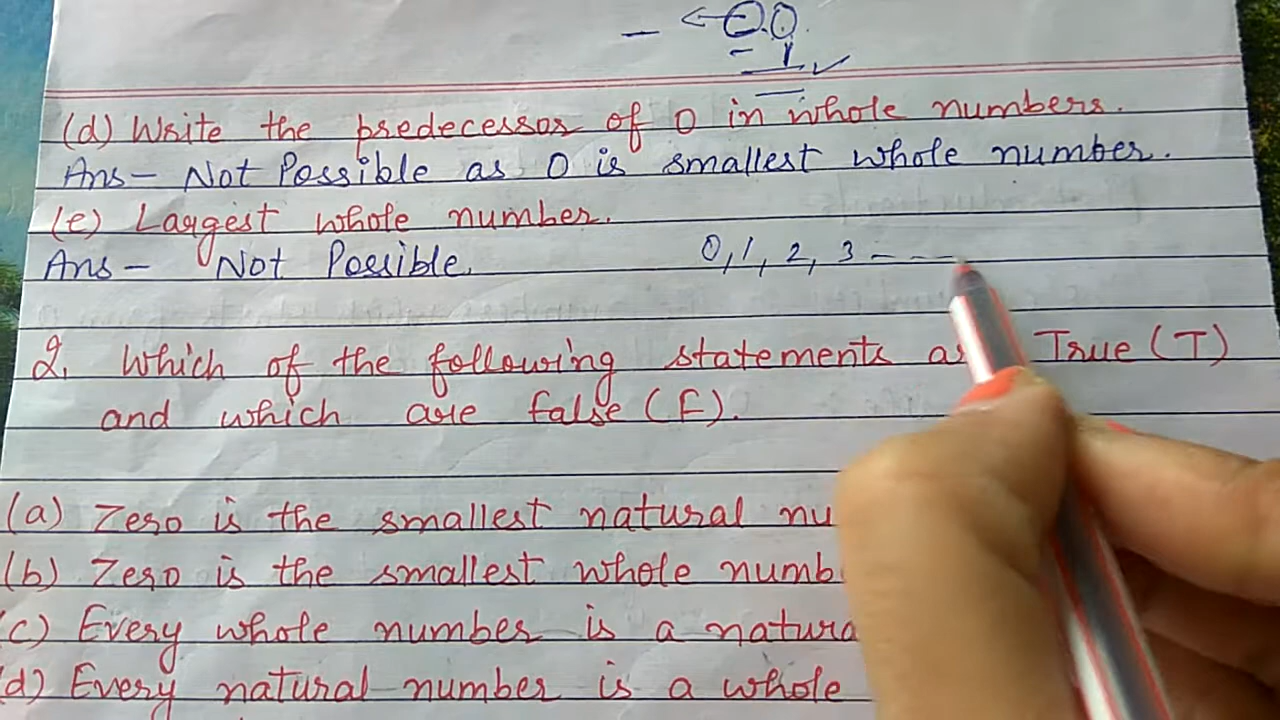 (d) Write the predecessor of 0 in whole numbers.
Ans- Not Possible as 0 is smallest whole number.
(e) Largest whole number.
Ans- Not Possible. 0, 1, 2, 3 - - -
2. Which of the following statements a True (T)
and which are false (F).
(a) Zero is the smallest natural nu
(b) Zero is the smallest whole numb
(c) Every whole number is a natura
(d) Every natural number is a whole